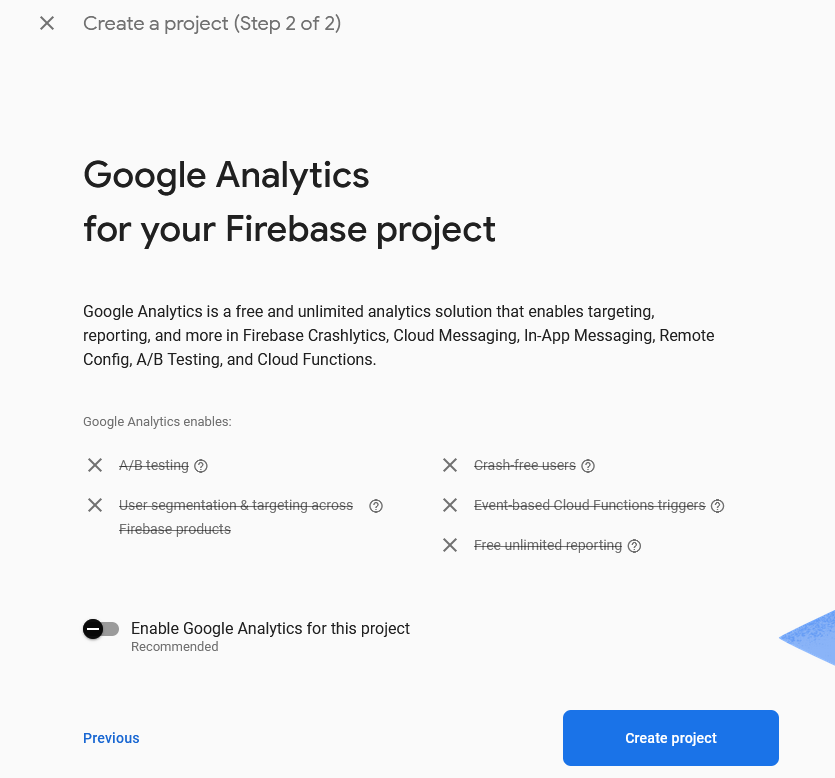 Create a project (Step 2 of 2)
Google Analytics
for your Firebase project
Google Analytics is a free and unlimited analytics solution that enables targeting,
reporting, and more in Firebase Crashlytics, Cloud Messaging, In-App Messaging, Remote
Config, A/B Testing, and Cloud Functions.
Google Analytics enables:
A/B testing
User segmentation & targeting across
Firebase products
Crash-free users
Event-based Cloud Functions triggers
Free unlimited reporting
Enable Google Analytics for this project
Recommended
Previous
Create project